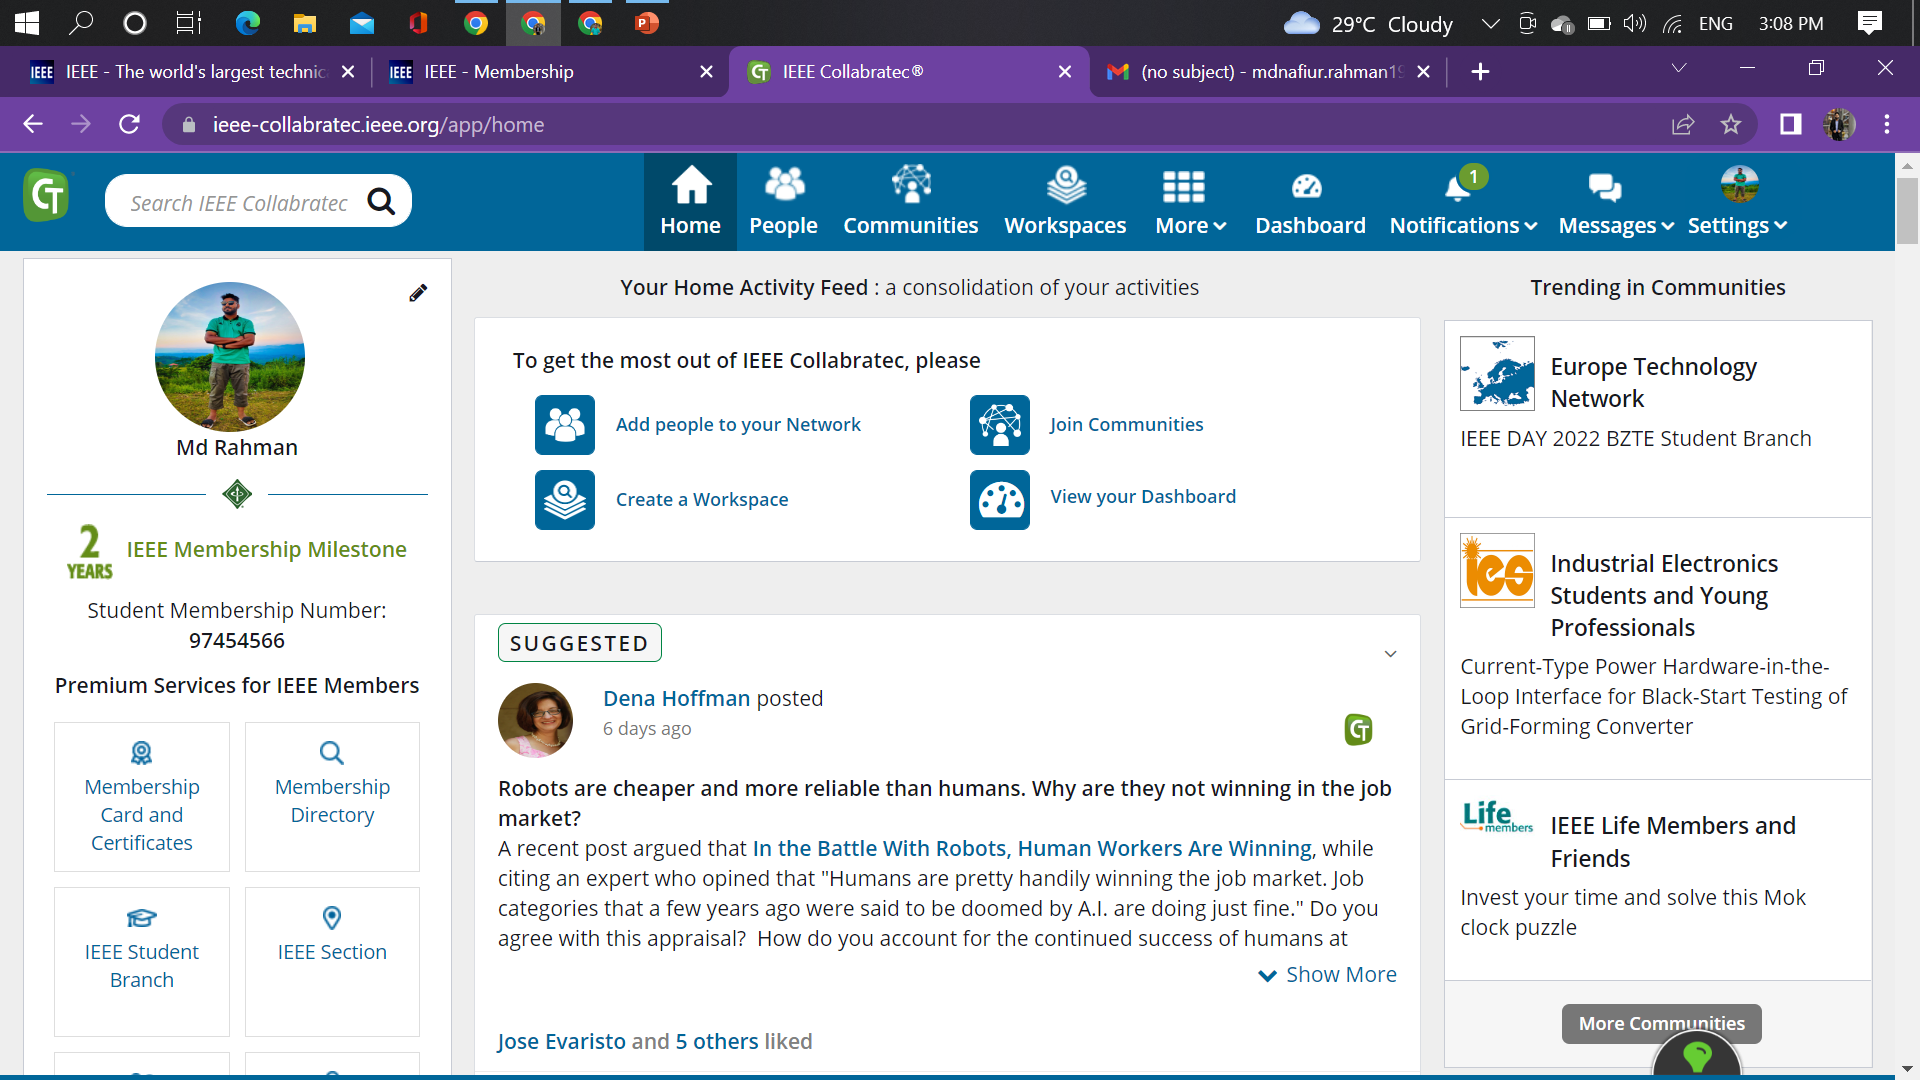 29°C Cloudy
ENG
3:08 PM
IEEE - The world's largest technic
IEEE - Membership
IEEE Collabratec®
(no subject) - mdnafiur.rahman19
ieee-collabratec.ieee.org/app/home
Search IEEE Collabratec
Home
People
Communities
Workspaces
More
Dashboard
1
Notifications
Messages
Settings
Md Rahman
2 YEARS
IEEE Membership Milestone
Student Membership Number:
97454566
Premium Services for IEEE Members
Membership
Card and
Certificates
Membership
Directory
IEEE Student
Branch
IEEE Section
Your Home Activity Feed : a consolidation of your activities
To get the most out of IEEE Collabratec, please
Add people to your Network
Join Communities
Create a Workspace
View your Dashboard
SUGGESTED
Dena Hoffman posted
6 days ago
Robots are cheaper and more reliable than humans. Why are they not winning in the job
market?
A recent post argued that In the Battle With Robots, Human Workers Are Winning, while
citing an expert who opined that "Humans are pretty handily winning the job market. Job
categories that a few years ago were said to be doomed by A.I. are doing just fine." Do you
agree with this appraisal?  How do you account for the continued success of humans at
Show More
Jose Evaristo and 5 others liked
Trending in Communities
Europe Technology
Network
IEEE DAY 2022 BZTE Student Branch
ies
Industrial Electronics
Students and Young
Professionals
Current-Type Power Hardware-in-the-
Loop Interface for Black-Start Testing of
Grid-Forming Converter
Life members
IEEE Life Members and
Friends
Invest your time and solve this Mok
clock puzzle
More Communities